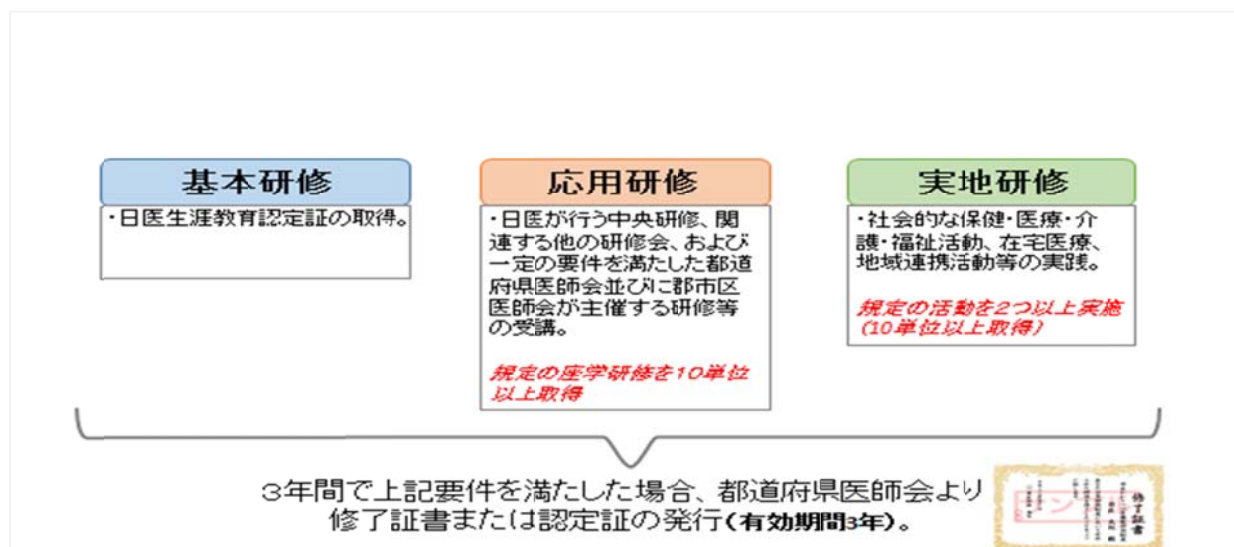 基本研修
・日医生涯教育認定証の取得。
応用研修
・日医が行う中央研修、関
連する他の研修会、および
一定の要件を満たした都道
府県医師会並びに郡市区
医師会が主催する研修等
の受講。
規定の座学研修を10単位
以上取得
実地研修
・社会的な保健・医療・介
護・福祉活動、在宅医療、
地域連携活動等の実践。
規定の活動を2つ以上実施
(10単位以上取得)
3年間で上記要件を満たした場合、都道府県医師会より
修了証書または認定証の発行(有効期間3年)。
修了証書